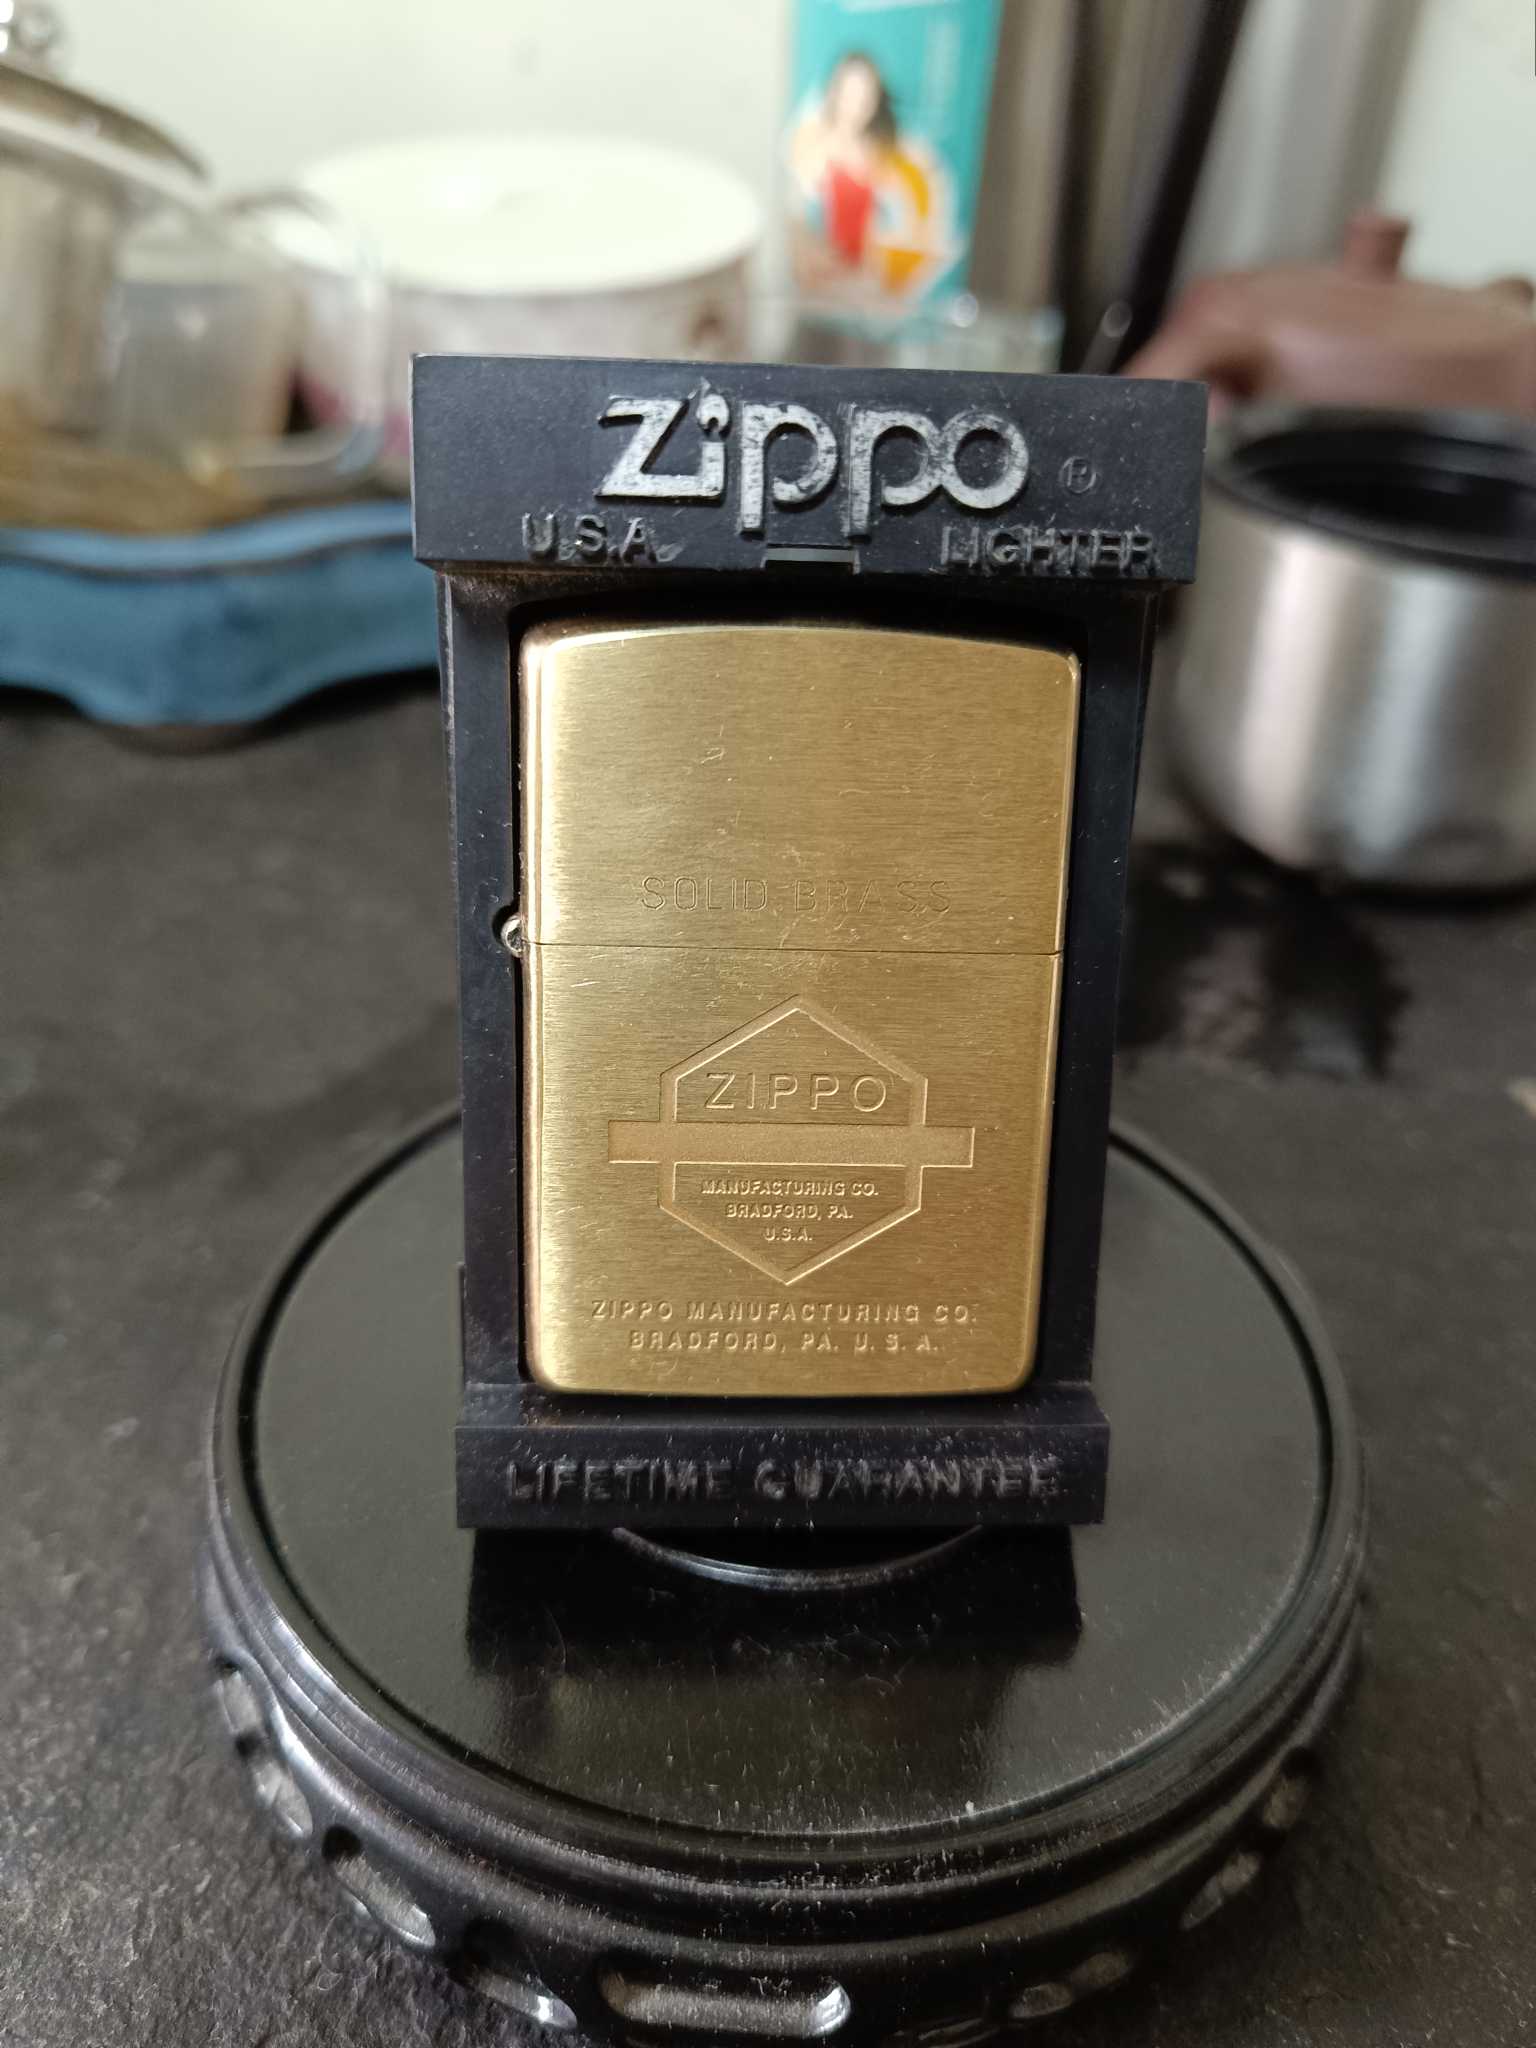 Zippo ®
U.S.A. LIGHTER
SOLID BRASS
ZIPPO
MANUFACTURING CO.
BRADFORD, PA.
U.S.A.
ZIPPO MANUFACTURING CO.
BRADFORD, PA. U. S. A.
LIFETIME GUARANTEE